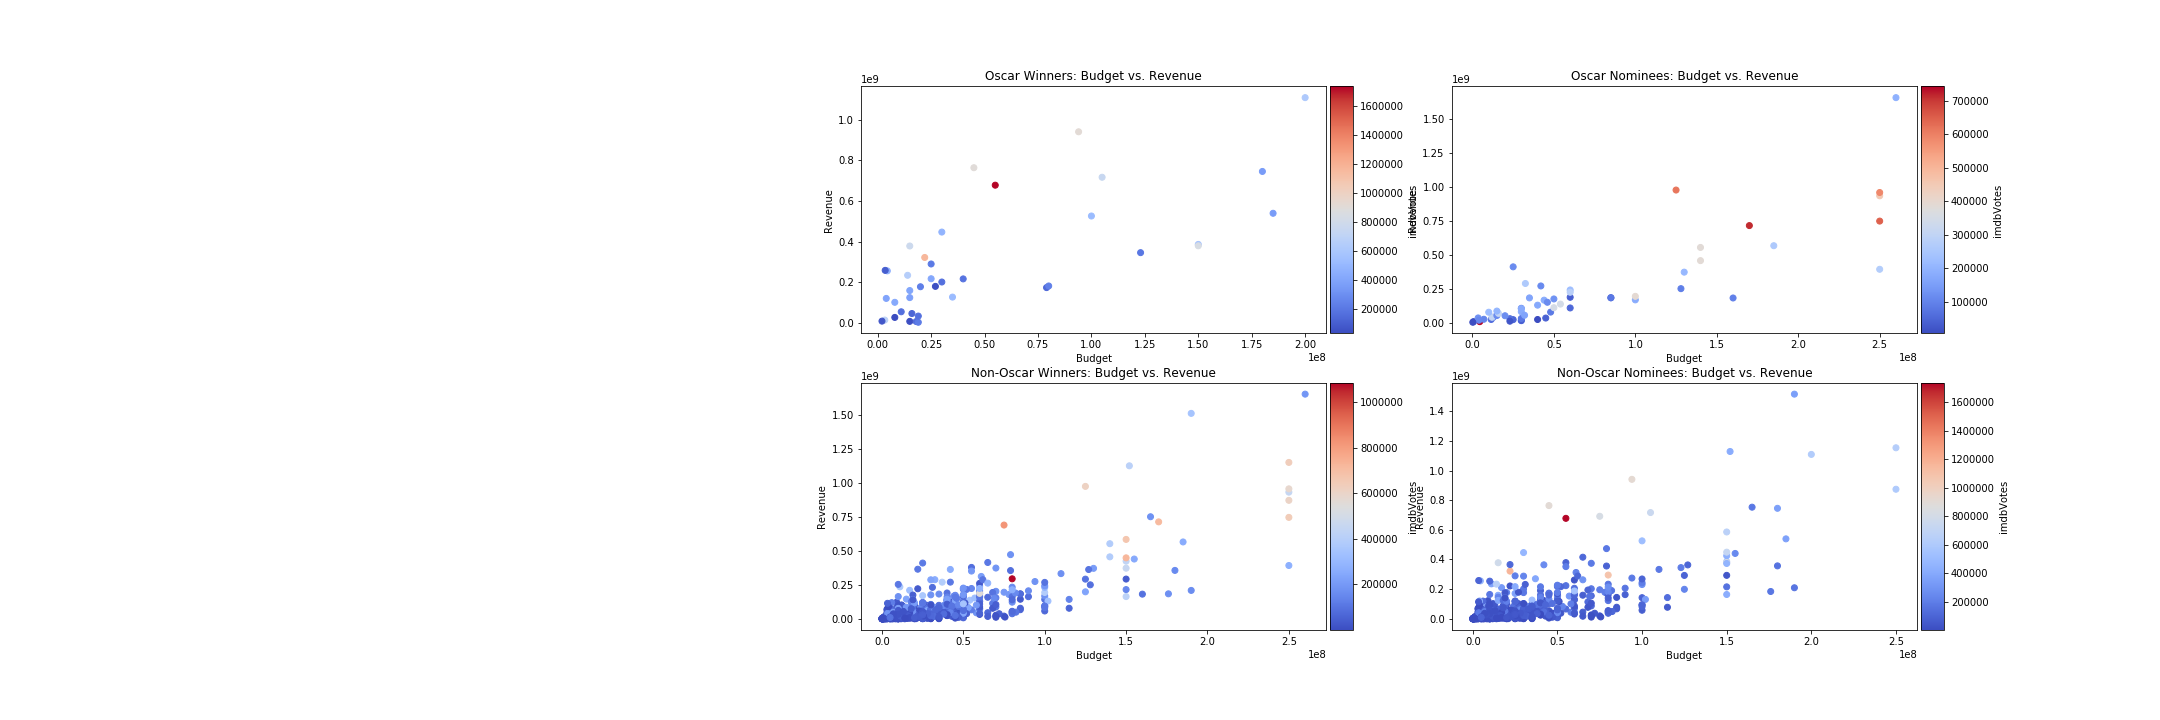 Oscar Winners: Budget vs. Revenue
1e9
1.0
0.8
0.6
0.4
0.2
0.0
Revenue
0.00 0.25 0.50 0.75 1.00 1.25 1.50 1.75 2.00
1e8
Budget
1600000
1400000
1200000
1000000
800000
600000
400000
200000
imdbVotes
Oscar Nominees: Budget vs. Revenue
1e9
1.50
1.25
1.00
0.75
0.50
0.25
0.00
Revenue
0.0 0.5 1.0 1.5 2.0 2.5
1e8
Budget
700000
600000
500000
400000
300000
200000
100000
imdbVotes
Non-Oscar Winners: Budget vs. Revenue
1e9
1.50
1.25
1.00
0.75
0.50
0.25
0.00
Revenue
0.0 0.5 1.0 1.5 2.0 2.5
1e8
Budget
1000000
800000
600000
400000
200000
imdbVotes
Non-Oscar Nominees: Budget vs. Revenue
1e9
1.4
1.2
1.0
0.8
0.6
0.4
0.2
0.0
Revenue
0.0 0.5 1.0 1.5 2.0 2.5
1e8
Budget
1600000
1400000
1200000
1000000
800000
600000
400000
200000
imdbVotes